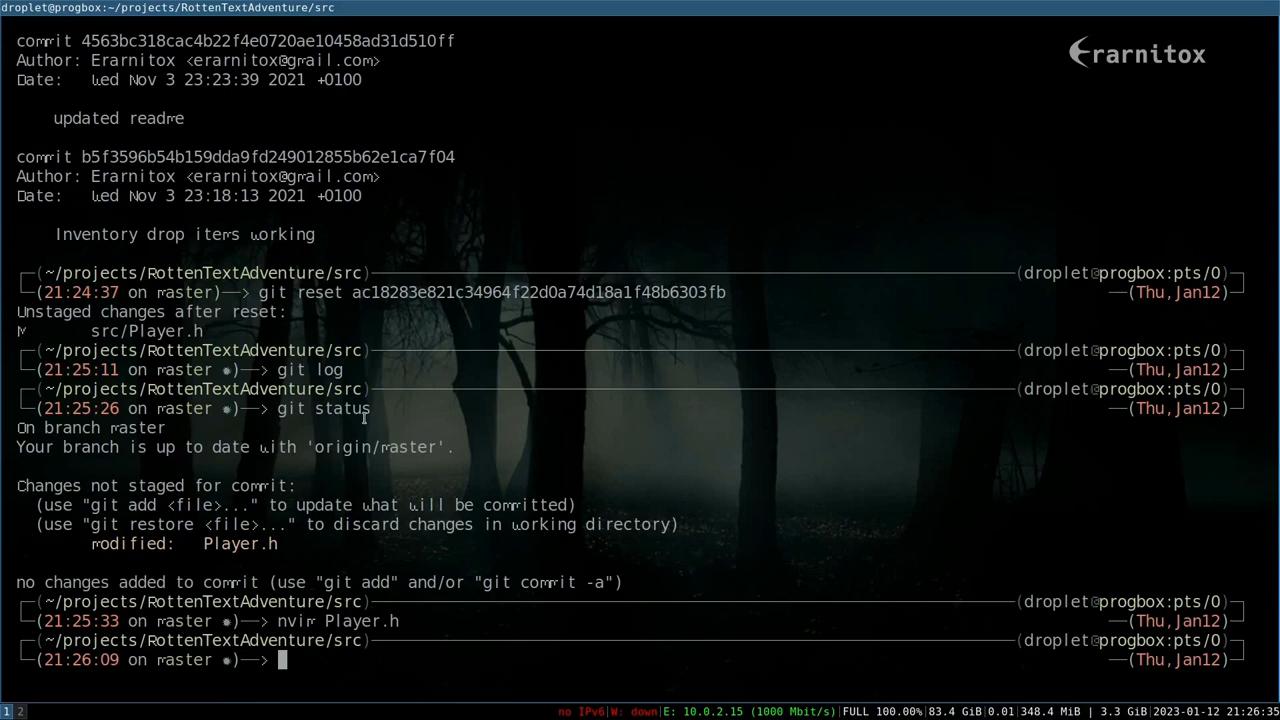 droplet@progbox:~/projects/RottenTextAdventure/src
commit 4563bc318cac4b22f4e0720ae10458ad31d510ff
Erarnitox
Author: Erarnitox <erarnitox@gmail.com>
Date:   Wed Nov 3 23:23:39 2021 +0100
updated readme
commit b5f3596b54b159dda9fd249012855b62e1ca7f04
Author: Erarnitox <erarnitox@gmail.com>
Date:   Wed Nov 3 23:18:13 2021 +0100
Inventory drop items working
┌─(~/projects/RottenTextAdventure/src)─(droplet@progbox:pts/0)─┐
└─(21:24:37 on master)──> git reset ac18283e821c34964f22d0a74d18a1f48b6303fb ──(Thu,Jan12)─┘
Unstaged changes after reset:
M       src/Player.h
┌─(~/projects/RottenTextAdventure/src)─(droplet@progbox:pts/0)─┐
└─(21:25:11 on master ✹)──> git log ──(Thu,Jan12)─┘
┌─(~/projects/RottenTextAdventure/src)─(droplet@progbox:pts/0)─┐
└─(21:25:26 on master ✹)──> git status ──(Thu,Jan12)─┘
On branch master
Your branch is up to date with 'origin/master'.
Changes not staged for commit:
(use "git add <file>..." to update what will be committed)
(use "git restore <file>..." to discard changes in working directory)
modified:   Player.h
no changes added to commit (use "git add" and/or "git commit -a")
┌─(~/projects/RottenTextAdventure/src)─(droplet@progbox:pts/0)─┐
└─(21:25:33 on master ✹)──> nvim Player.h ──(Thu,Jan12)─┘
┌─(~/projects/RottenTextAdventure/src)─(droplet@progbox:pts/0)─┐
└─(21:26:09 on master ✹)──> ──(Thu,Jan12)─┘
1 2 no IPv6|W: down|E: 10.0.2.15 (1000 Mbit/s)|FULL 100.00%|83.4 GiB|0.01|348.4 MiB | 3.3 GiB|2023-01-12 21:26:35